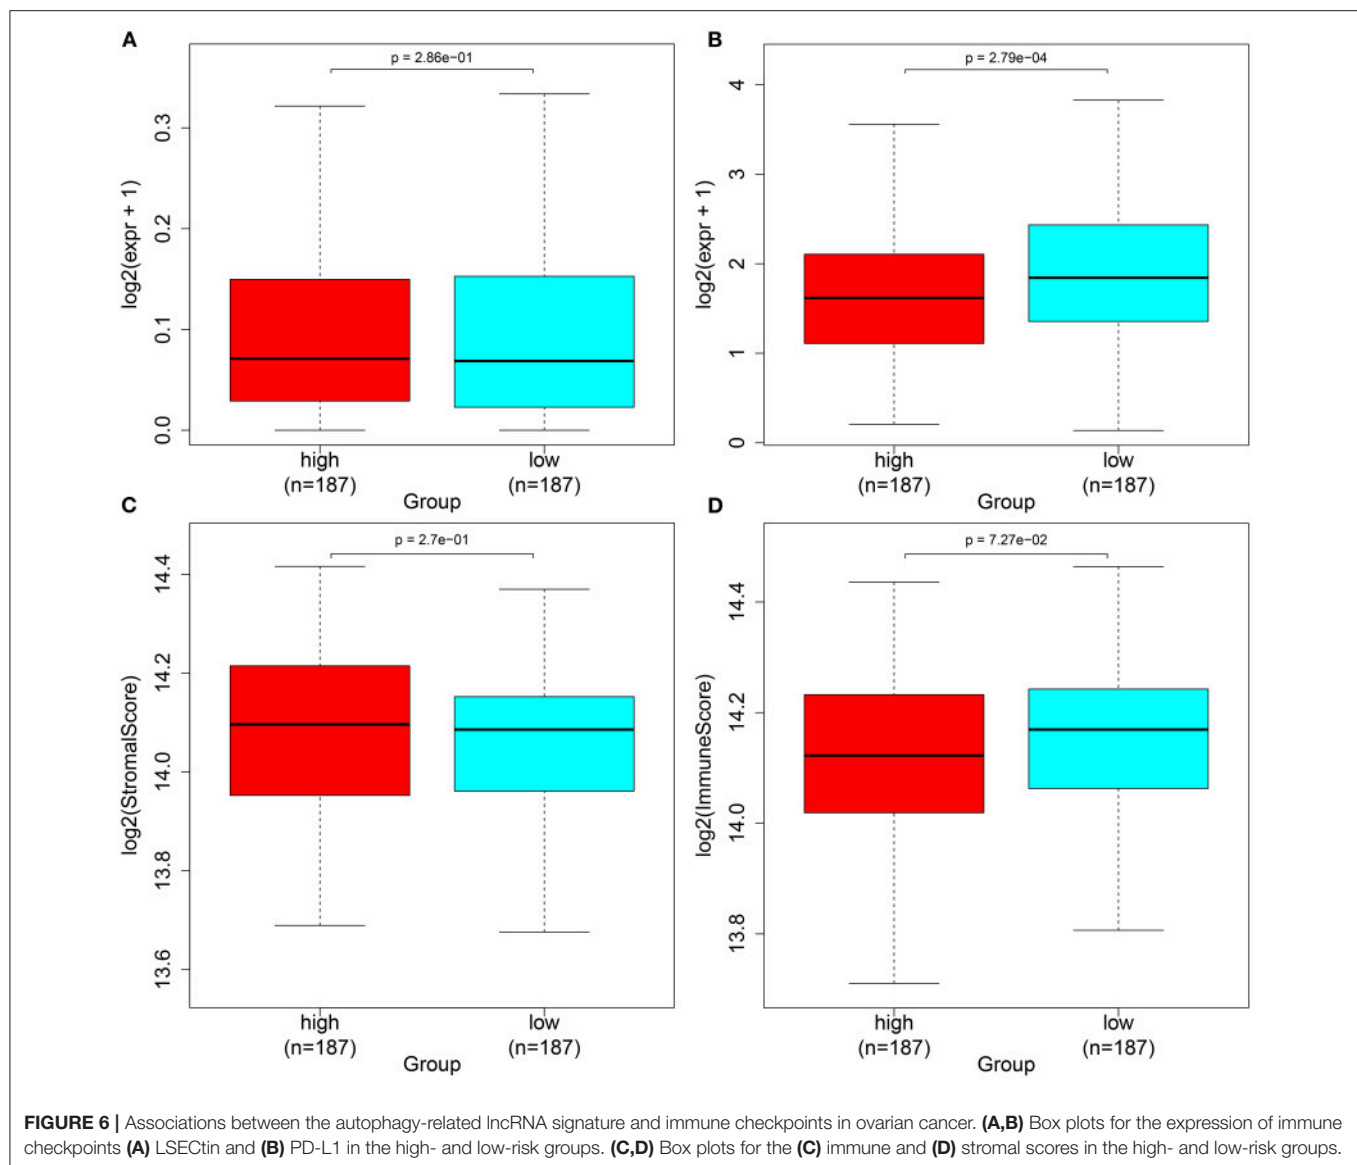 A
p = 2.86e−01
log2(expr + 1)
0.3
0.2
0.1
0.0
high
(n=187)
low
(n=187)
Group
B
p = 2.79e−04
log2(expr + 1)
4
3
2
1
0
high
(n=187)
low
(n=187)
Group
C
p = 2.7e−01
log2(StromalScore)
14.4
14.2
14.0
13.8
13.6
high
(n=187)
low
(n=187)
Group
D
p = 7.27e−02
log2(ImmuneScore)
14.4
14.2
14.0
13.8
high
(n=187)
low
(n=187)
Group
FIGURE 6 | Associations between the autophagy-related lncRNA signature and immune checkpoints in ovarian cancer. (A,B) Box plots for the expression of immune
checkpoints (A) LSECtin and (B) PD-L1 in the high- and low-risk groups. (C,D) Box plots for the (C) immune and (D) stromal scores in the high- and low-risk groups.